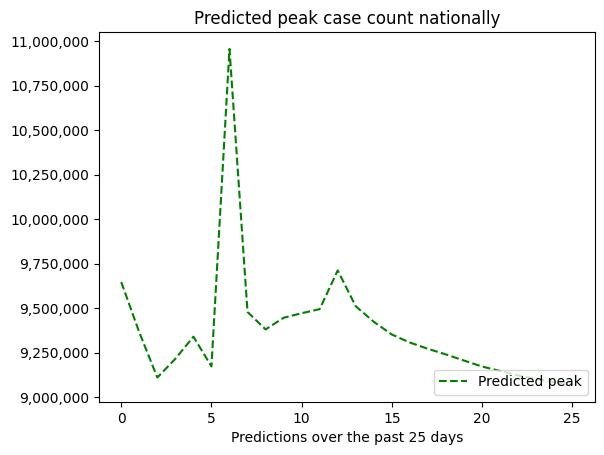 Predicted peak case count nationally
11,000,000
10,750,000
10,500,000
10,250,000
10,000,000
9,750,000
9,500,000
9,250,000
9,000,000
Predicted peak
0 5 10 15 20 25
Predictions over the past 25 days